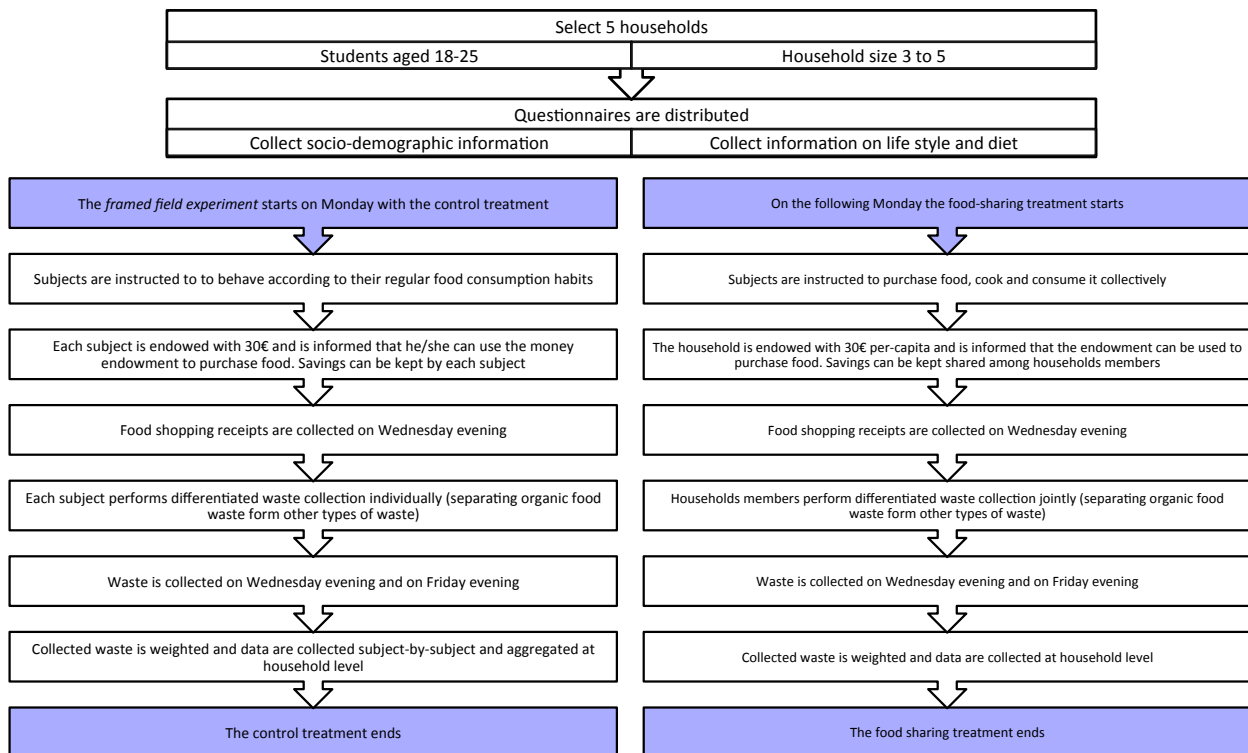 Select 5 households
Students aged 18-25
Household size 3 to 5
Questionnaires are distributed
Collect socio-demographic information
Collect information on life style and diet
The framed field experiment starts on Monday with the control treatment
Subjects are instructed to to behave according to their regular food consumption habits
Each subject is endowed with 30€ and is informed that he/she can use the money
endowment to purchase food. Savings can be kept by each subject
Food shopping receipts are collected on Wednesday evening
Each subject performs differentiated waste collection individually (separating organic food
waste form other types of waste)
Waste is collected on Wednesday evening and on Friday evening
Collected waste is weighted and data are collected subject-by-subject and aggregated at
household level
The control treatment ends
On the following Monday the food-sharing treatment starts
Subjects are instructed to purchase food, cook and consume it collectively
The household is endowed with 30€ per-capita and is informed that the endowment can be used to
purchase food. Savings can be kept shared among households members
Food shopping receipts are collected on Wednesday evening
Households members perform differentiated waste collection jointly (separating organic food
waste form other types of waste)
Waste is collected on Wednesday evening and on Friday evening
Collected waste is weighted and data are collected at household level
The food sharing treatment ends